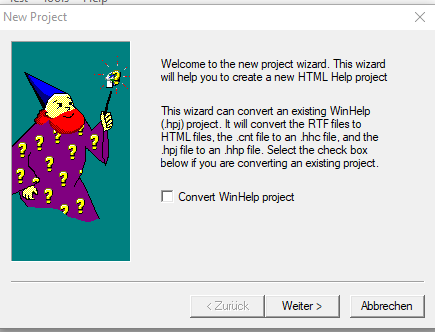 Test Tools Help
New Project
Welcome to the new project wizard. This wizard
will help you to create a new HTML Help project
This wizard can convert an existing WinHelp
(.hpj) project. It will convert the RTF files to
HTML files, the .cnt file to an .hhc file, and the
.hpj file to an .hhp file. Select the check box
below if you are converting an existing project.
Convert WinHelp project
< Zurück Weiter > Abbrechen